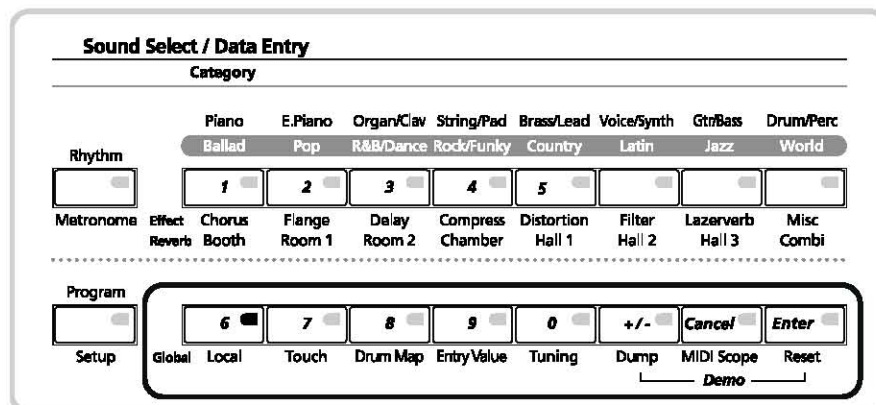 Sound Select / Data Entry
Category
Piano E.Piano Organ/Clav String/Pad Brass/Lead Voice/Synth Gtr/Bass Drum/Perc
Rhythm Ballad Pop R&B/Dance Rock/Funky Country Latin Jazz World
1 2 3 4 5
Metronome Effect Chorus Flange Delay Compress Distortion Filter Lazerverb Misc
Reverb Booth Room 1 Room 2 Chamber Hall 1 Hall 2 Hall 3 Combi
Program
6 7 8 9 0 +/- Cancel Enter
Setup Global Local Touch Drum Map Entry Value Tuning Dump MIDI Scope Reset
Demo